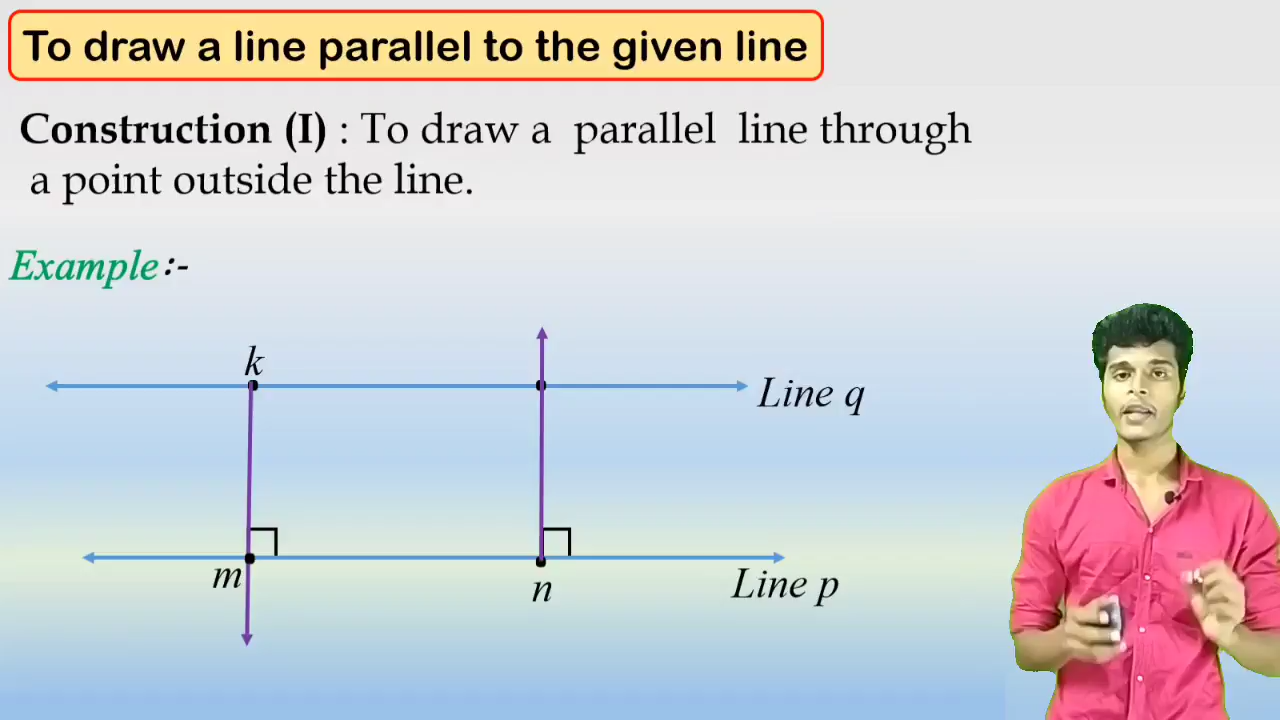 To draw a line parallel to the given line
Construction (I) : To draw a parallel line through
a point outside the line.
Example:-
k
Line q
m
n
Line p